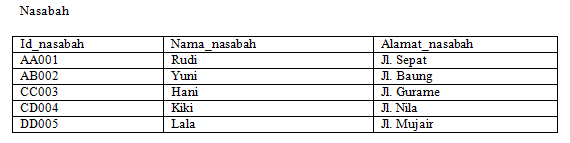 Nasabah
Id_nasabah Nama_nasabah Alamat_nasabah
AA001 Rudi Jl. Sepat
AB002 Yuni Jl. Baung
CC003 Hani Jl. Gurame
CD004 Kiki Jl. Nila
DD005 Lala Jl. Mujair